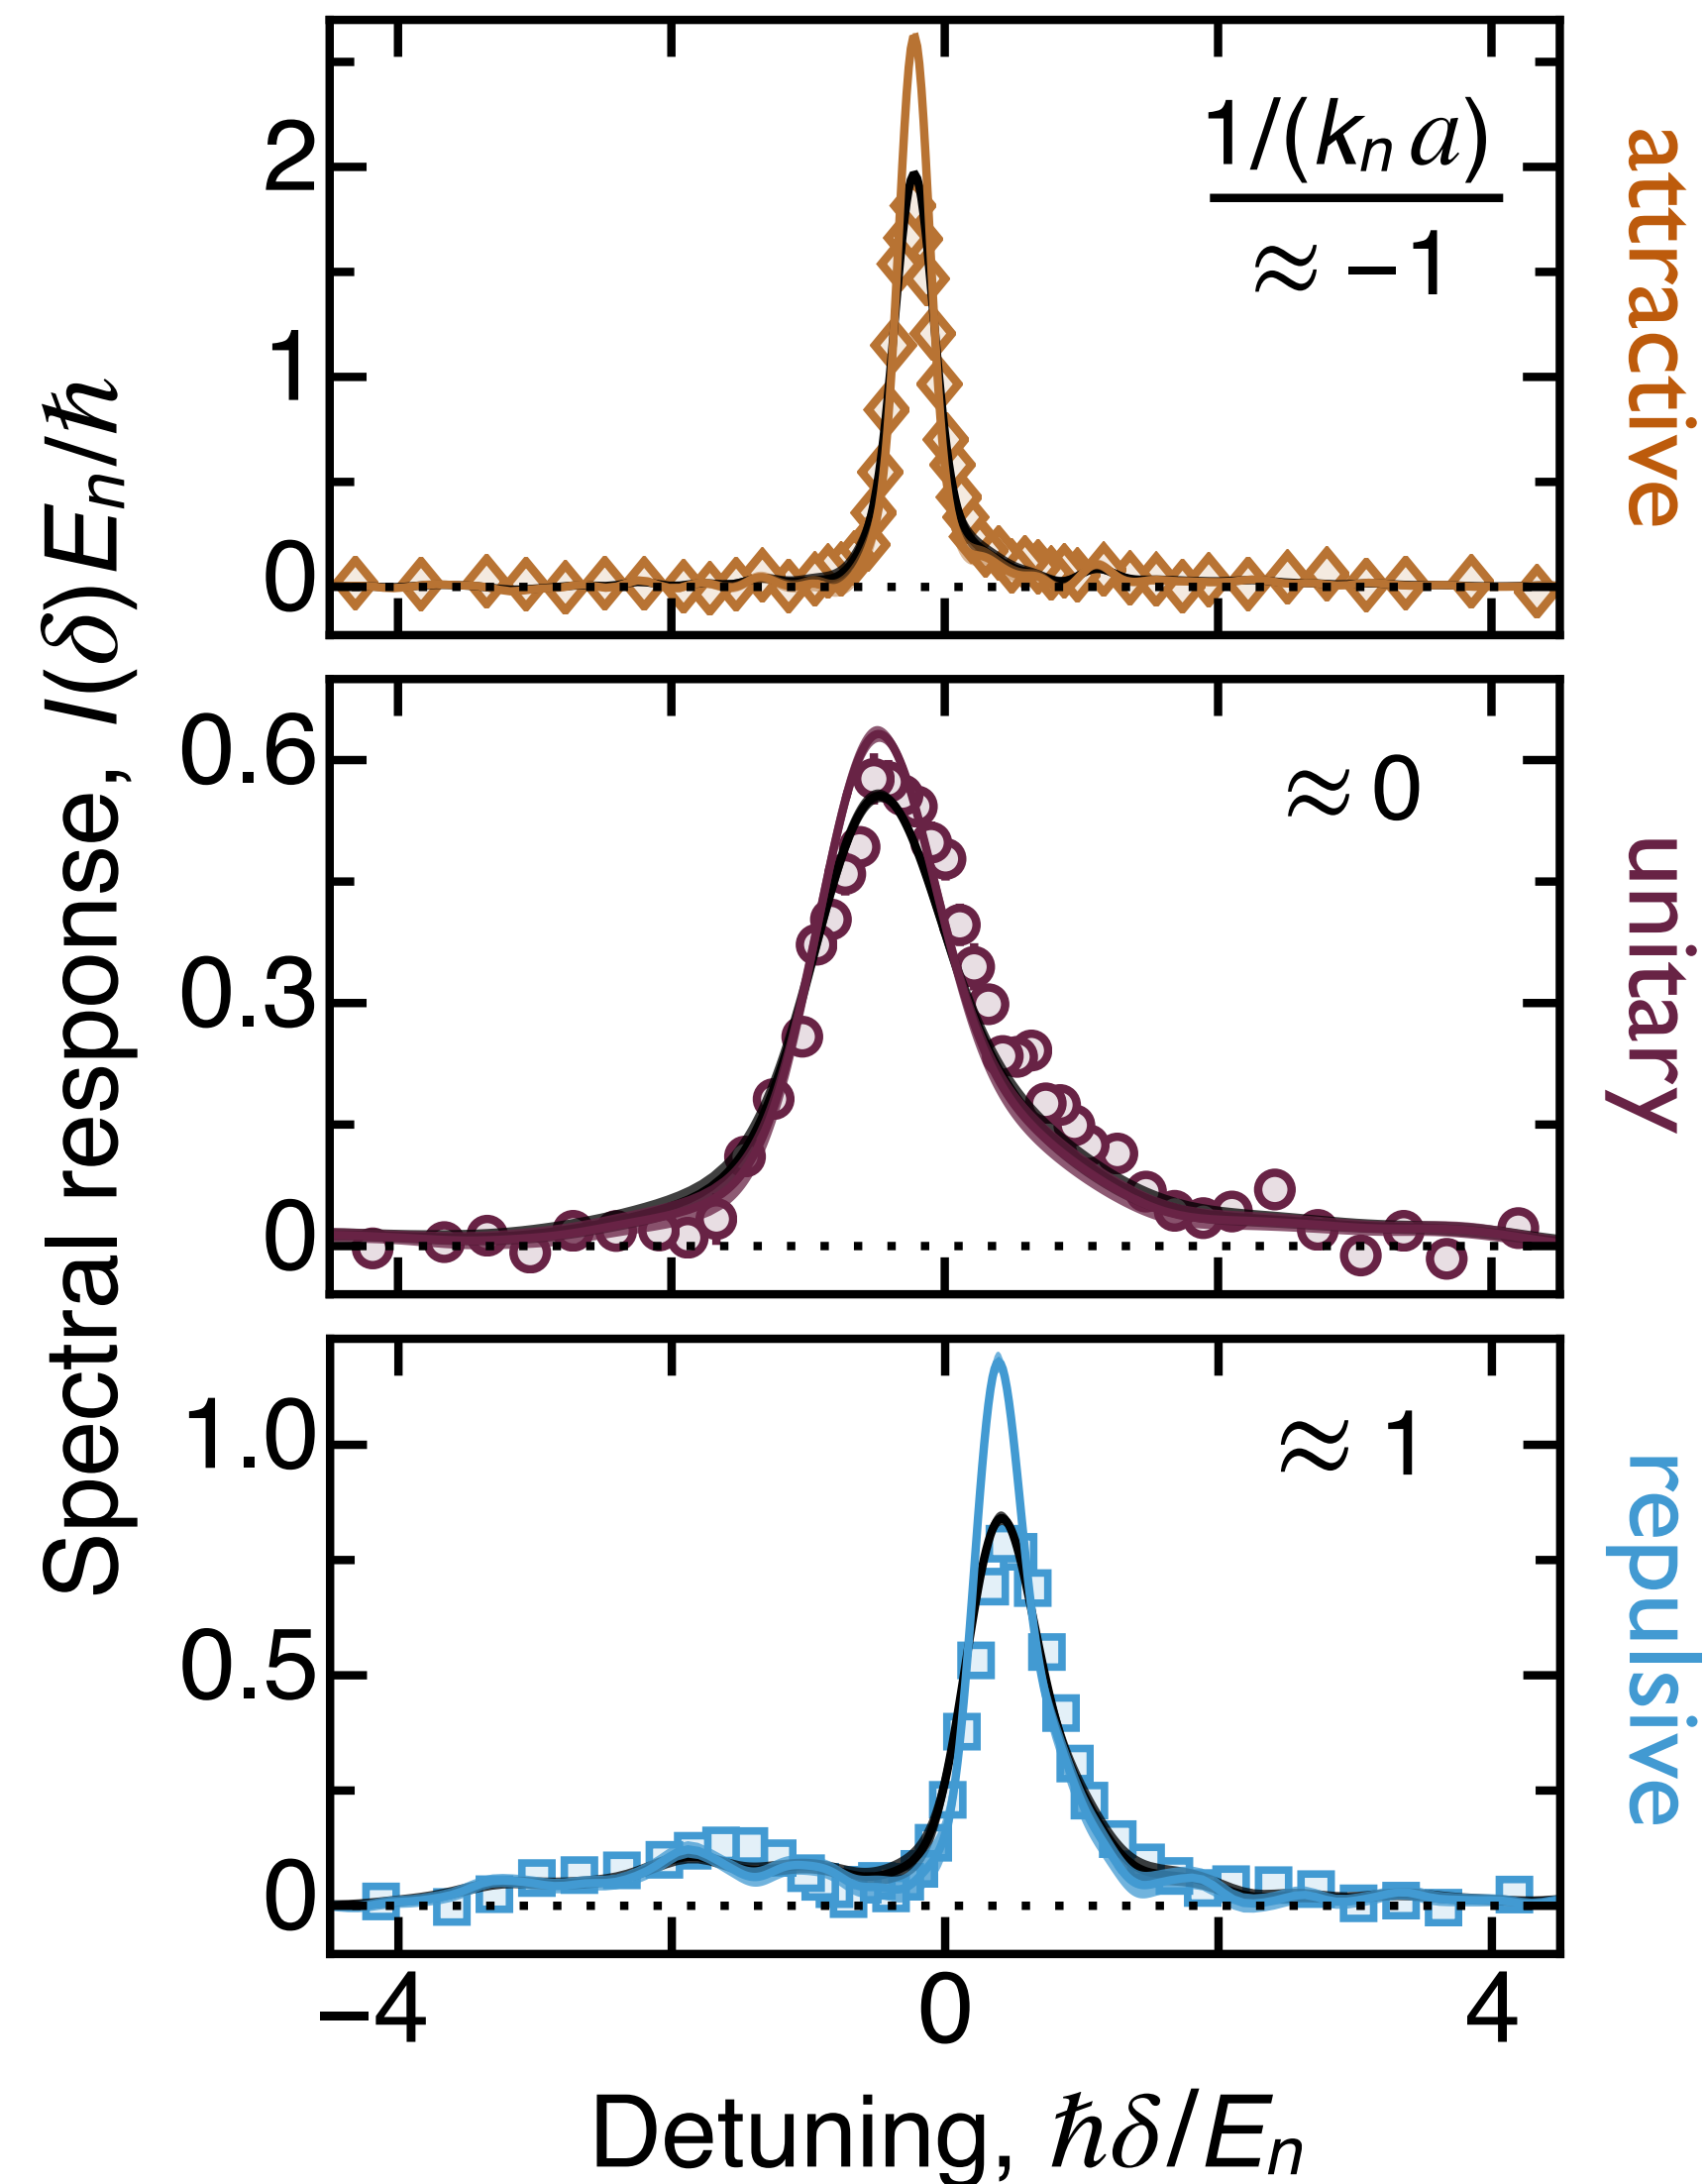 Spectral response, I(δ)Eₙ/ħ
2
1
0
1/(kₙ a)
≈ −1
attractive
0.6
0.3
0
≈ 0
unitary
1.0
0.5
0
≈ 1
repulsive
−4 0 4
Detuning, ħδ/Eₙ